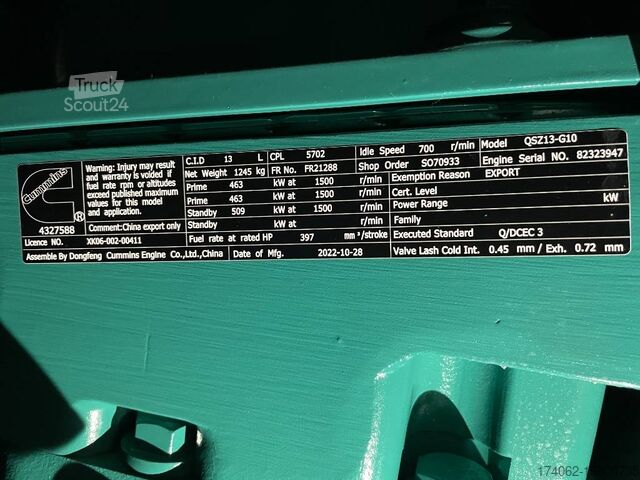 Truck
Scout24
Cummins
®
4327588
Warning: Injury may result
and warranty is voided if
fuel rate rpm or altitudes
exceed published maximum
values for this model
and application.
Comment:China export only
Licence NO. XK06-002-00411
Assemble By Dongfeng Cummins Engine Co.,Ltd.,China
C.I.D 13 L CPL 5702
Net Weight 1245 kg FR No. FR21288
Prime 463 kW at 1500 r/min
Prime 463 kW at 1500 r/min
Standby 509 kW at 1500 r/min
Standby kW at r/min
Fuel rate at rated HP 397 mm³/stroke
Date of Mfg. 2022-10-28
Idle Speed 700 r/min Model QSZ13-G10
Shop Order SO70933 Engine Serial NO. 82323947
Exemption Reason EXPORT
Cert. Level
Power Range kW
Family
Executed Standard Q/DCEC 3
Valve Lash Cold Int. 0.45 mm / Exh. 0.72 mm